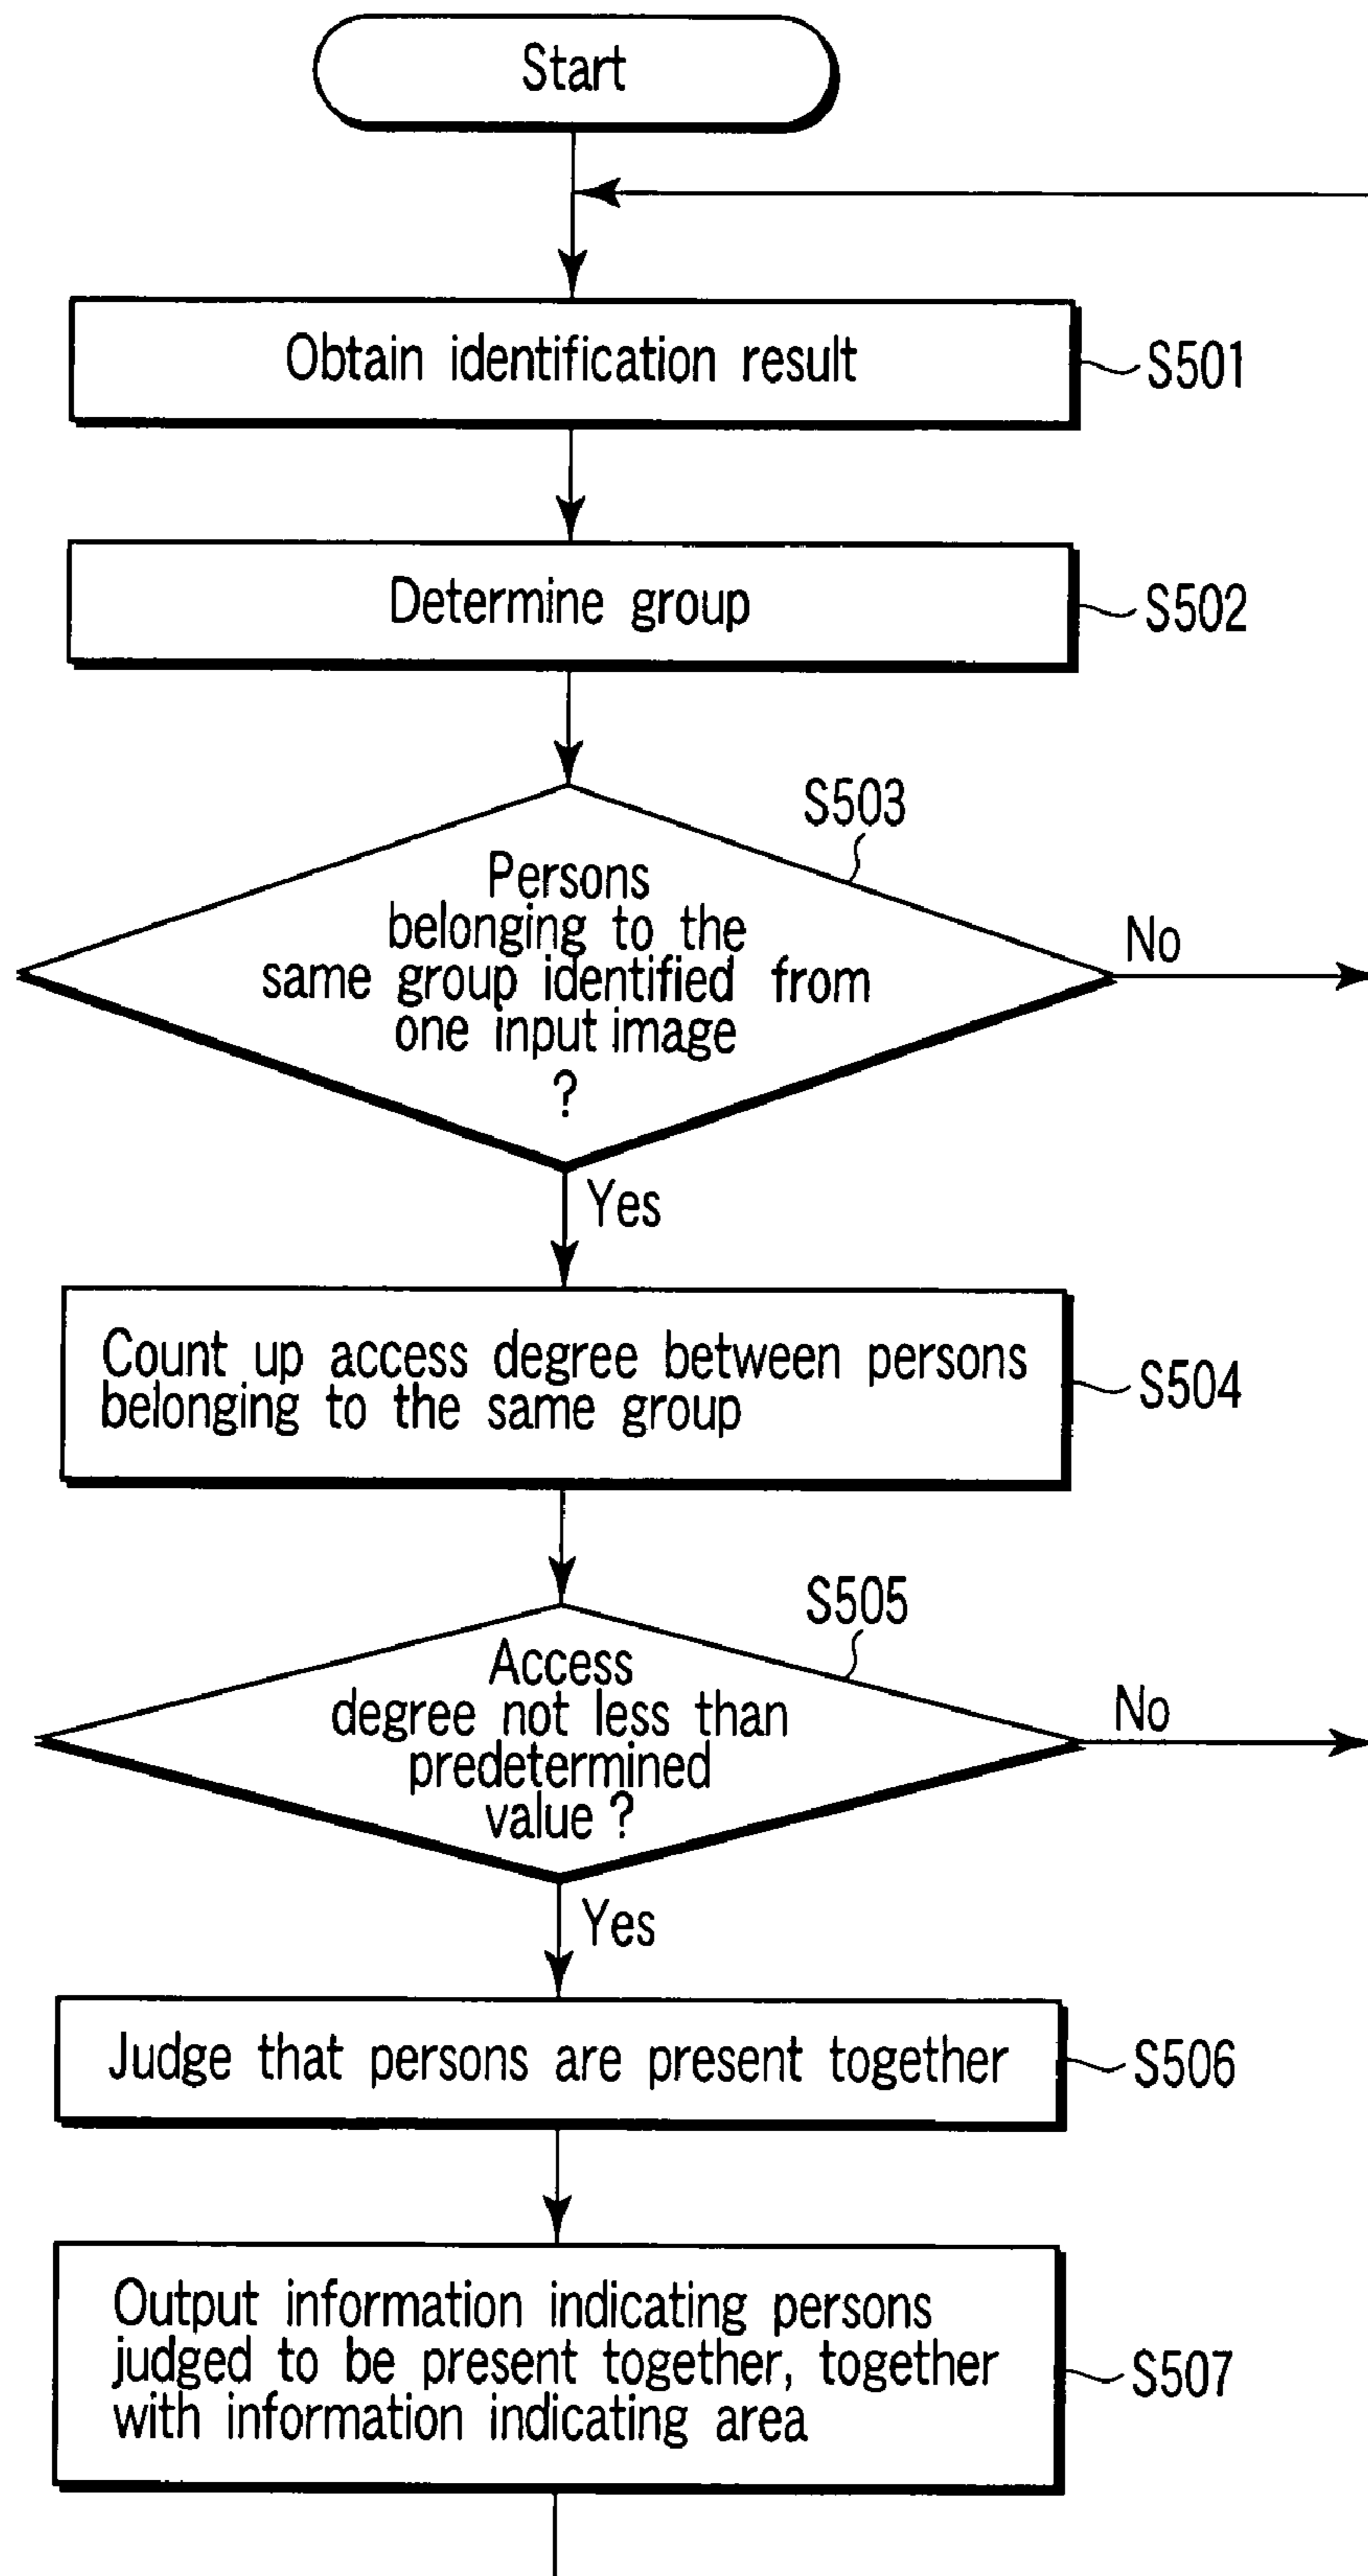 Start
Obtain identification result
S501
Determine group
S502
S503
Persons
belonging to the
same group identified from
one input image
?
No
Yes
Count up access degree between persons
belonging to the same group
S504
S505
Access
degree not less than
predetermined
value ?
No
Yes
Judge that persons are present together
S506
Output information indicating persons
judged to be present together, together
with information indicating area
S507